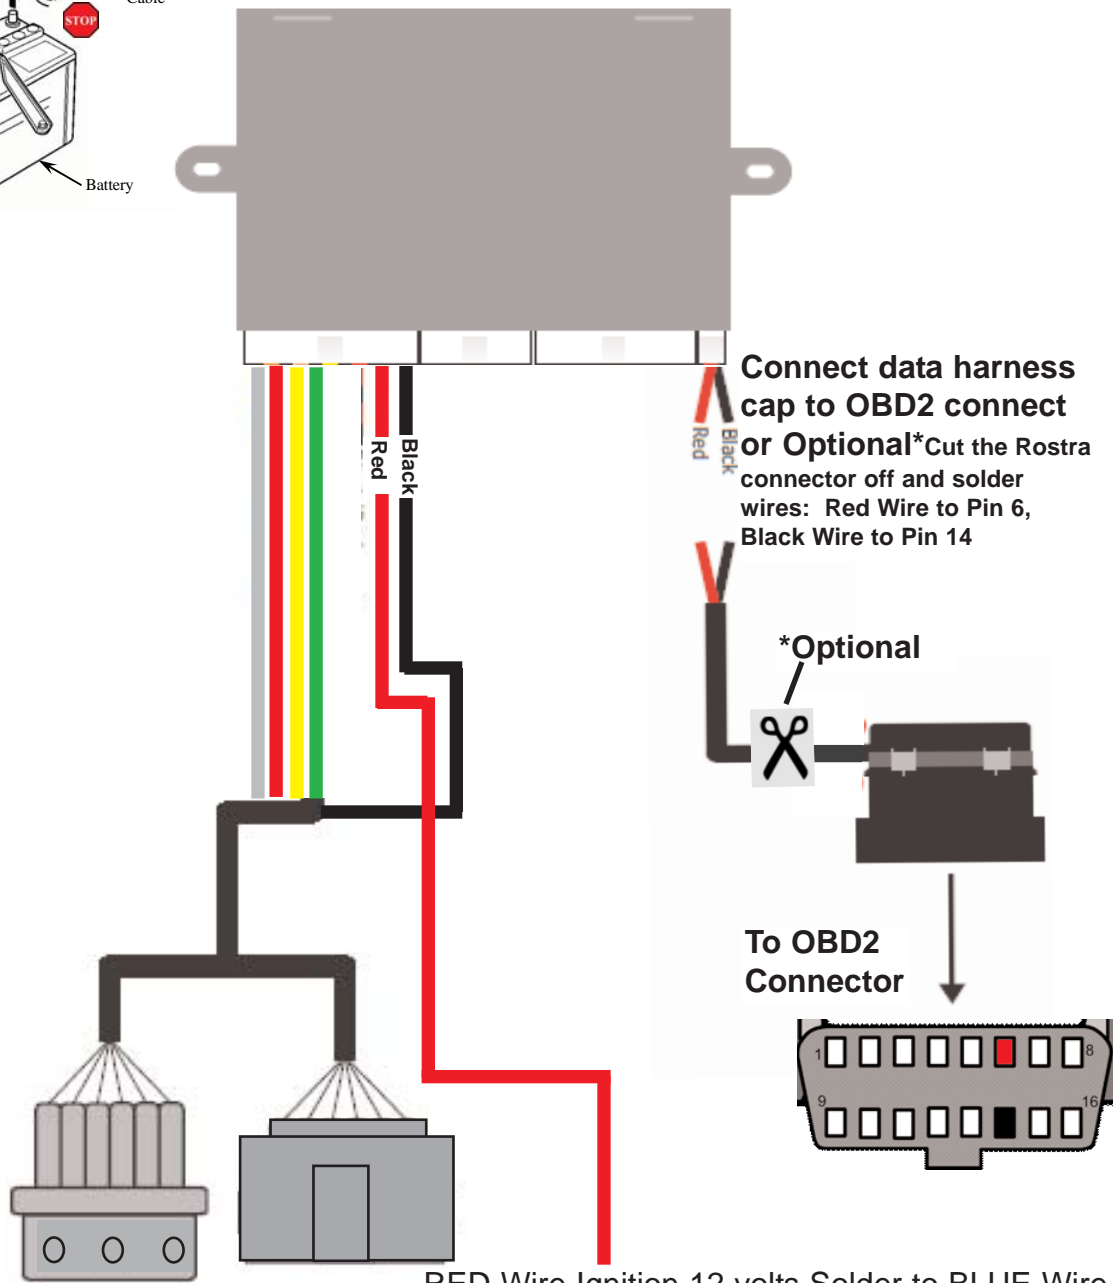 Cable
STOP
Battery
Connect data harness
cap to OBD2 connect
or Optional*Cut the Rostra
connector off and solder
wires: Red Wire to Pin 6,
Black Wire to Pin 14
Red
Black
Red
Black
*Optional
To OBD2
Connector
1
8
9
16
RED Wire Ignition 12 volts Solder to BLUE Wire